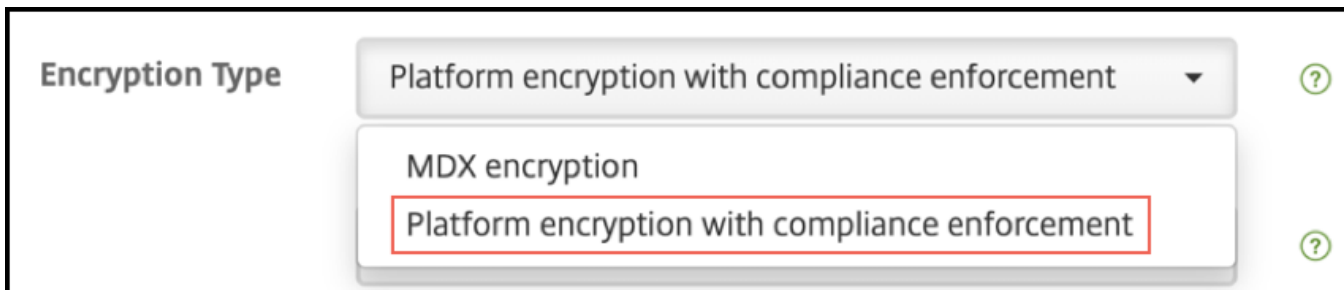 Encryption Type Platform encryption with compliance enforcement ?
MDX encryption
Platform encryption with compliance enforcement
?